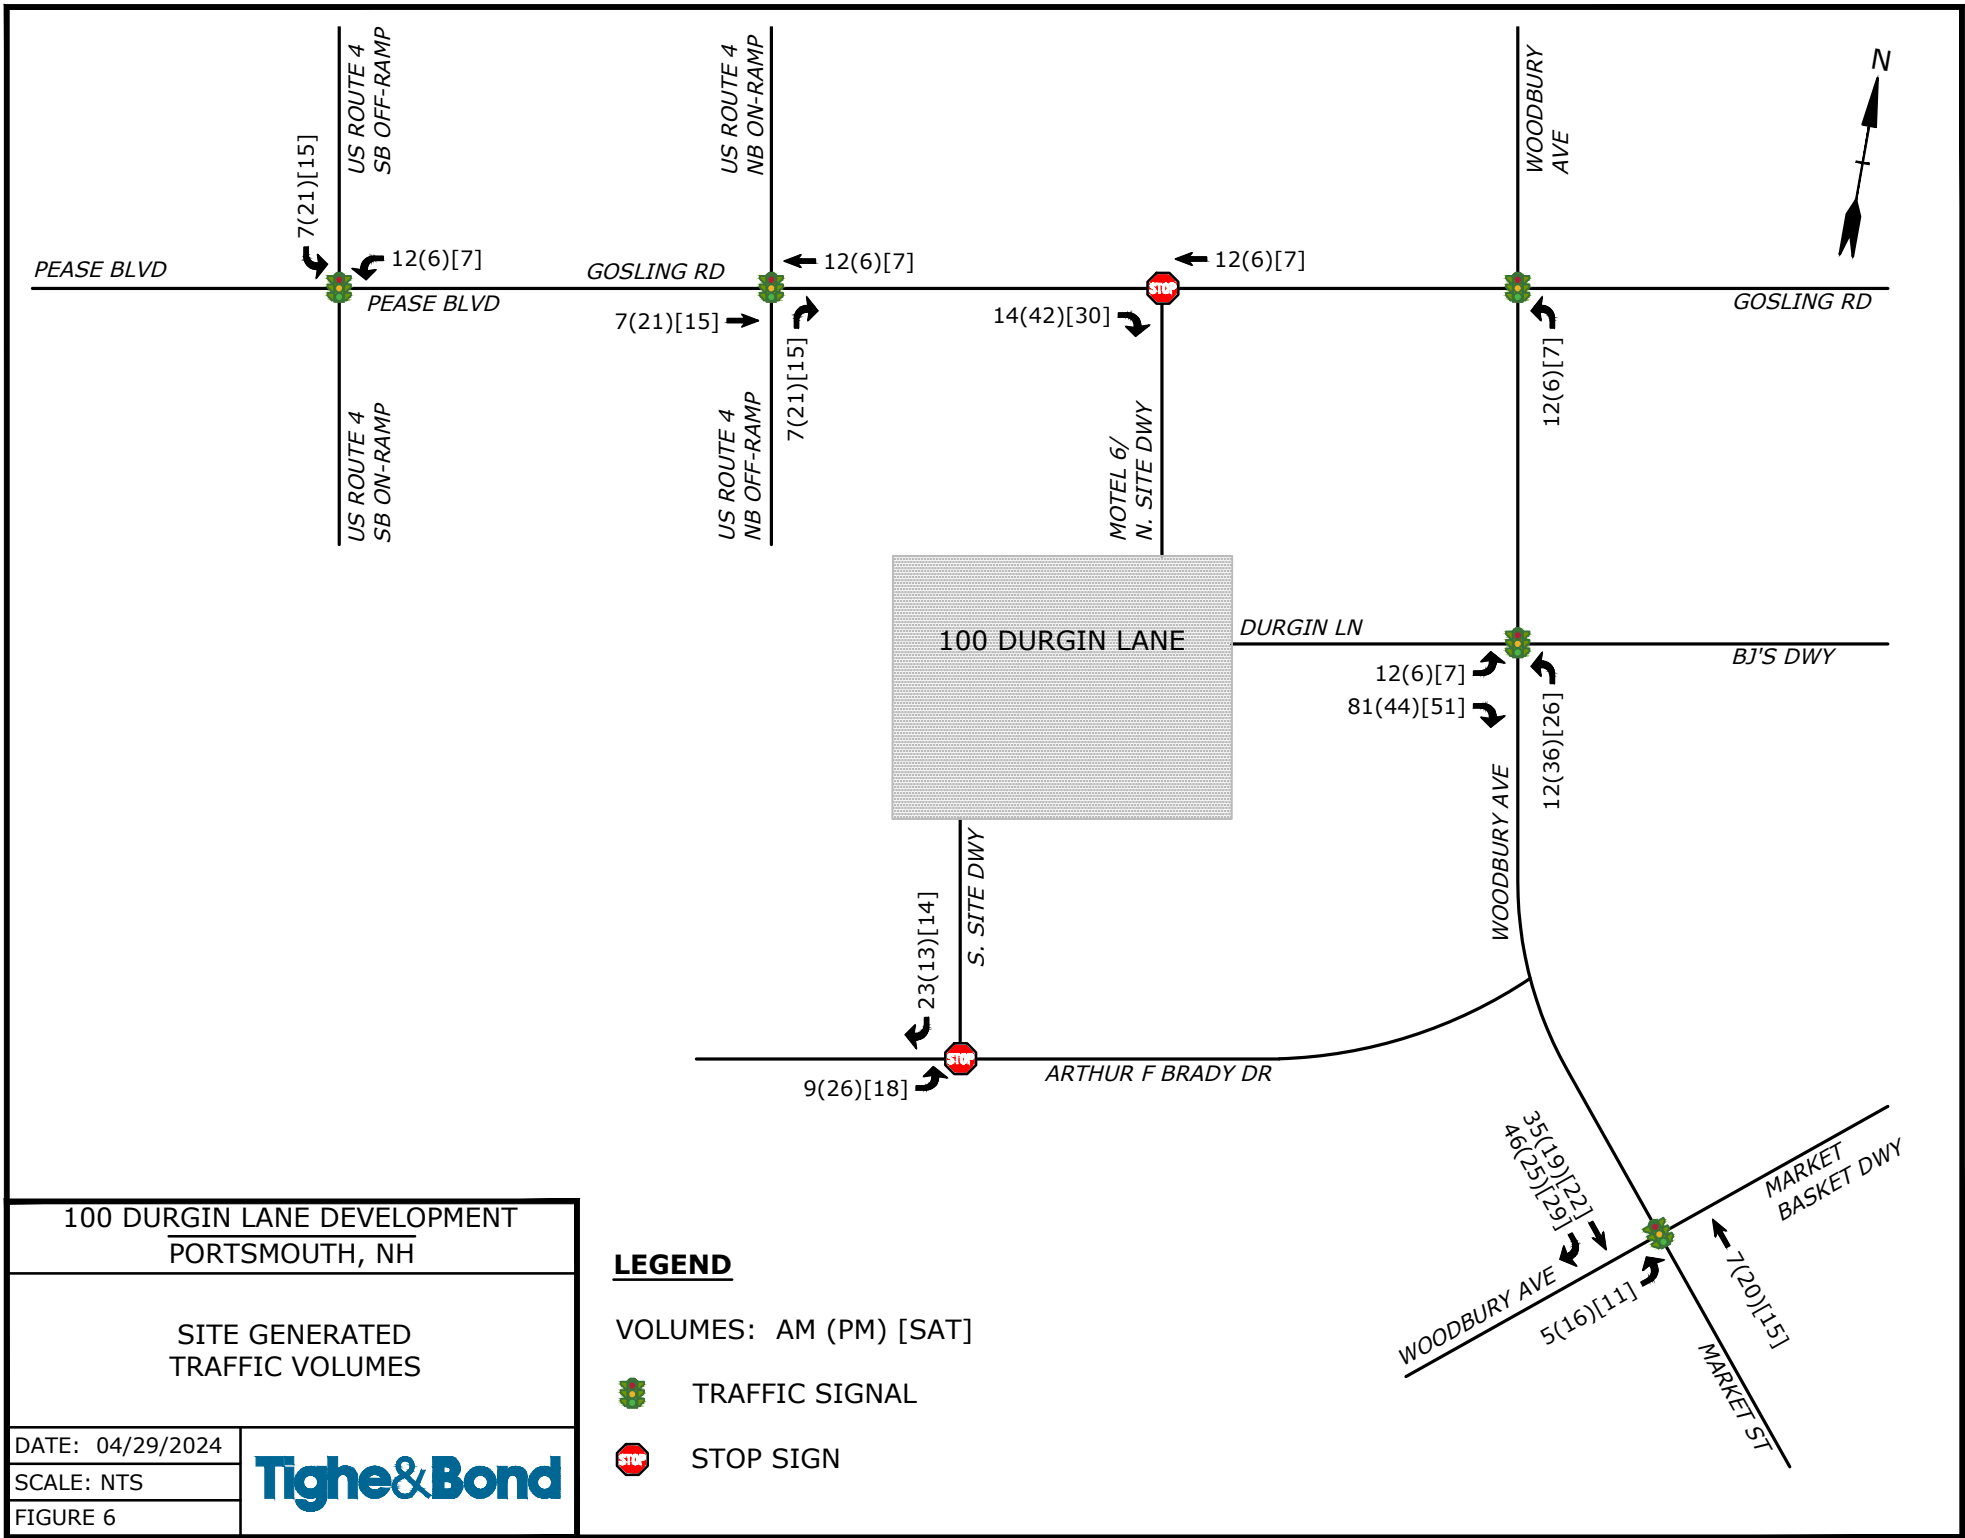 US ROUTE 4
SB OFF-RAMP
US ROUTE 4
NB ON-RAMP
WOODBURY
AVE
N
7(21)[15]
12(6)[7]
PEASE BLVD
PEASE BLVD
GOSLING RD
12(6)[7]
7(21)[15]
7(21)[15]
12(6)[7]
STOP
14(42)[30]
GOSLING RD
12(6)[7]
US ROUTE 4
SB ON-RAMP
US ROUTE 4
NB OFF-RAMP
MOTEL 6/
N. SITE DWY
100 DURGIN LANE
DURGIN LN
BJ'S DWY
12(6)[7]
81(44)[51]
12(36)[26]
WOODBURY AVE
S. SITE DWY
23(13)[14]
STOP
9(26)[18]
ARTHUR F BRADY DR
35(19)[22]
46(25)[29]
MARKET
BASKET DWY
WOODBURY AVE
5(16)[11]
7(20)[15]
MARKET ST
100 DURGIN LANE DEVELOPMENT
PORTSMOUTH, NH
SITE GENERATED
TRAFFIC VOLUMES
DATE: 04/29/2024
SCALE: NTS
FIGURE 6
Tighe&Bond
LEGEND
VOLUMES: AM (PM) [SAT]
TRAFFIC SIGNAL
STOP
STOP SIGN